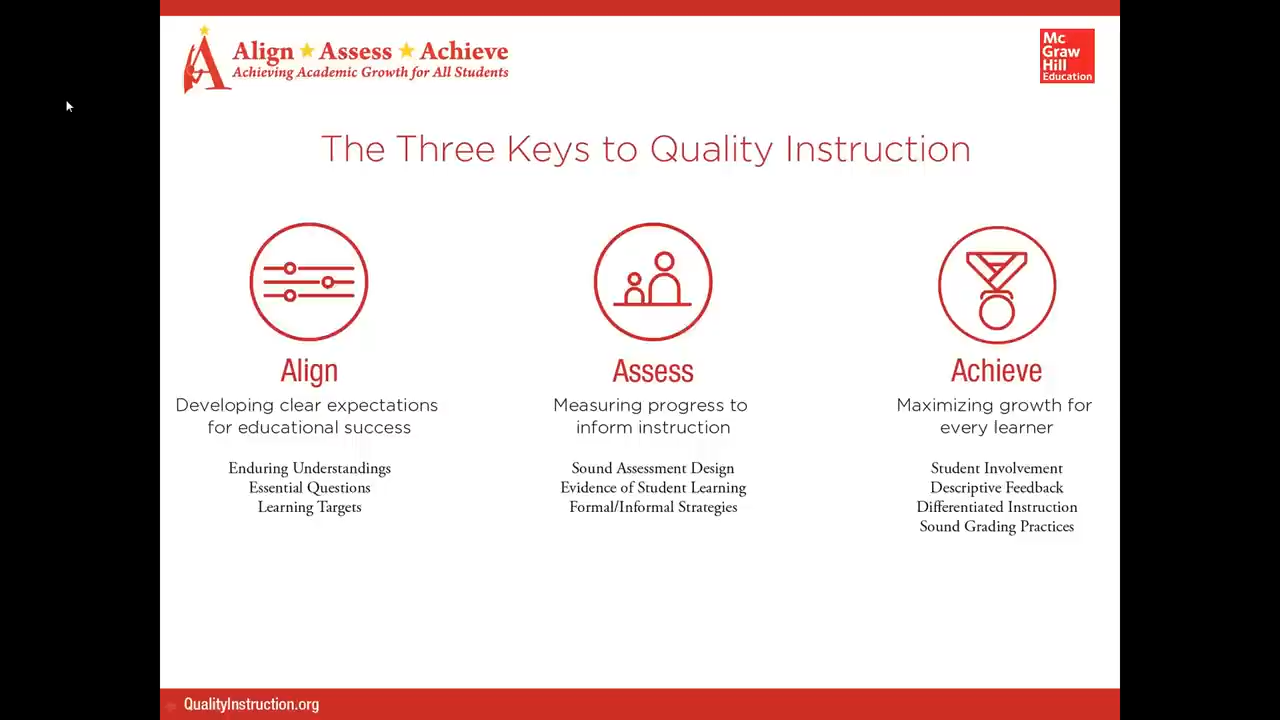 Align ★ Assess ★ Achieve
Achieving Academic Growth for All Students
Mc
Graw
Hill
Education
The Three Keys to Quality Instruction
Align
Developing clear expectations
for educational success
Enduring Understandings
Essential Questions
Learning Targets
Assess
Measuring progress to
inform instruction
Sound Assessment Design
Evidence of Student Learning
Formal/Informal Strategies
Achieve
Maximizing growth for
every learner
Student Involvement
Descriptive Feedback
Differentiated Instruction
Sound Grading Practices
QualityInstruction.org